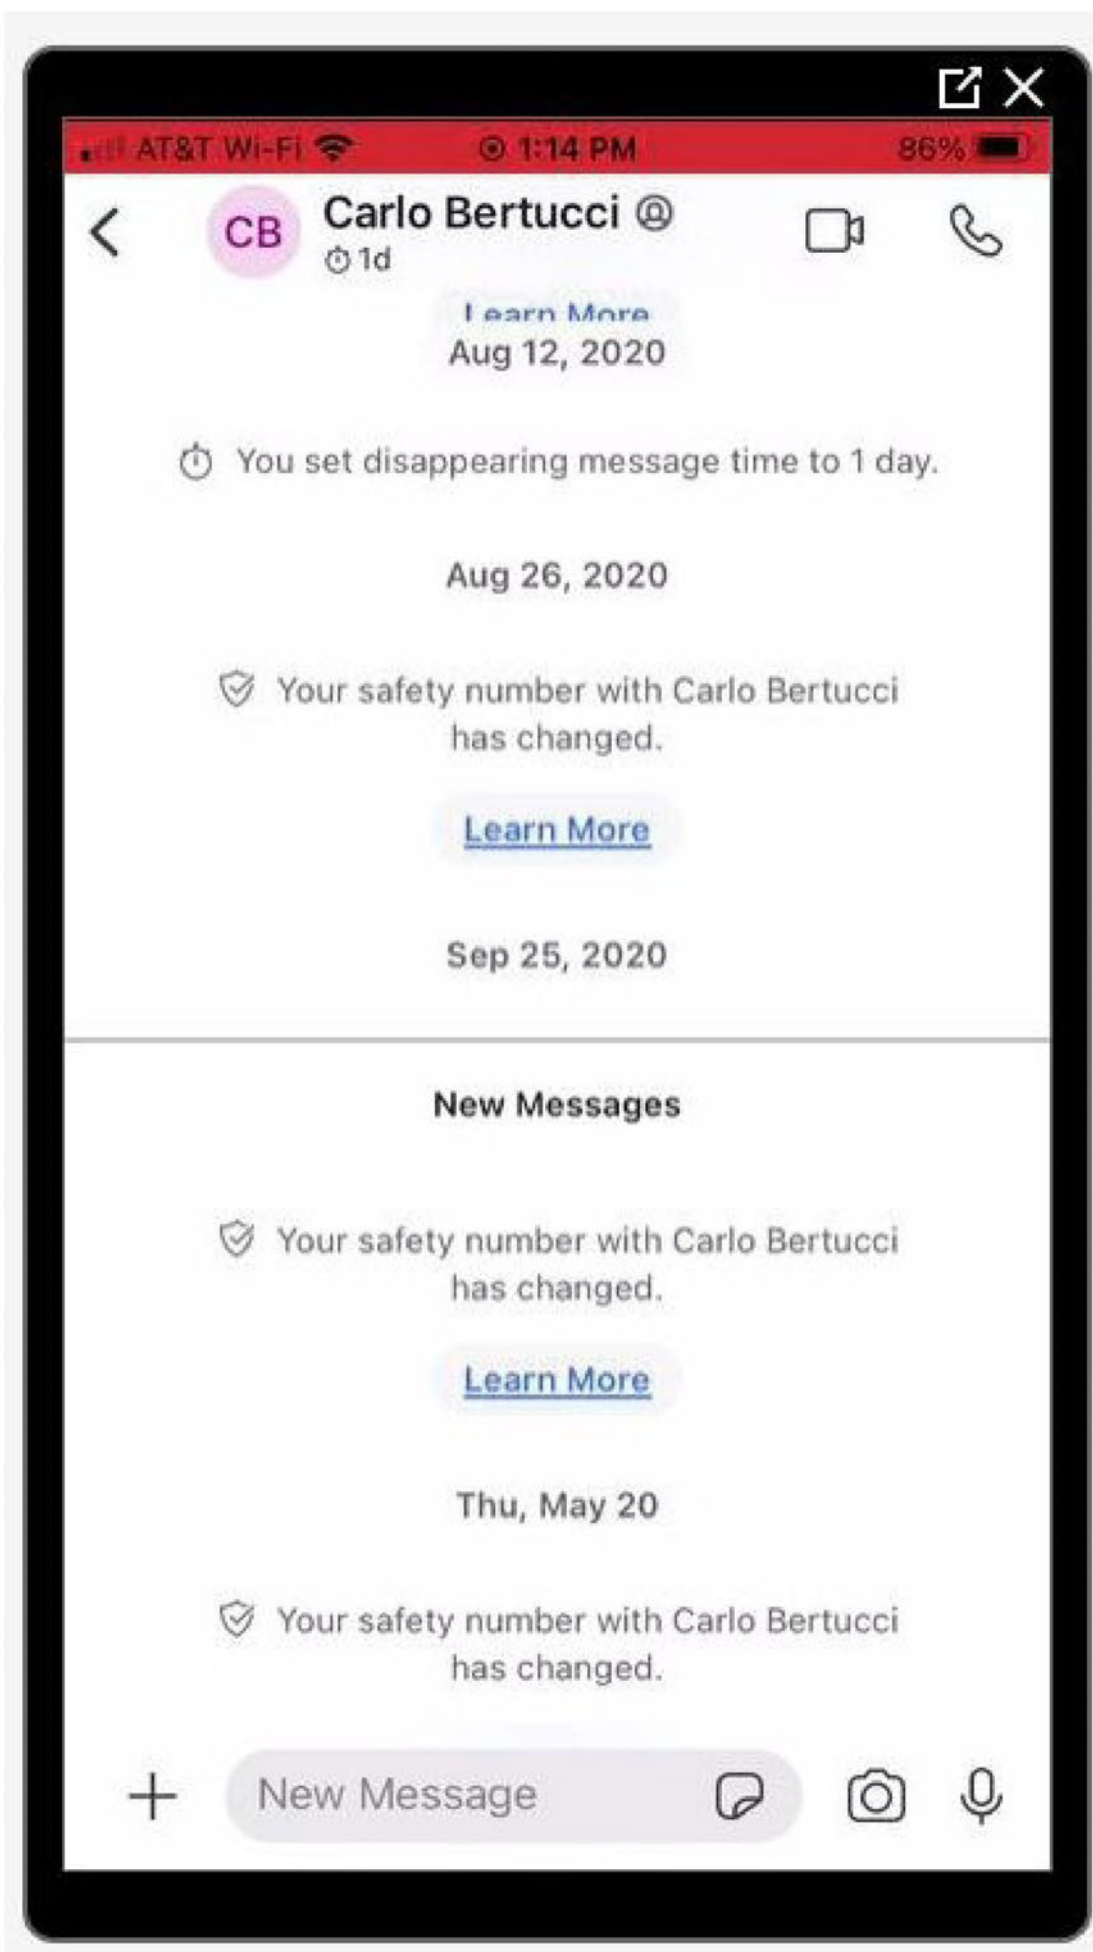 AT&T Wi-Fi 1:14 PM 86%
CB Carlo Bertucci
1d
Learn More
Aug 12, 2020
You set disappearing message time to 1 day.
Aug 26, 2020
Your safety number with Carlo Bertucci
has changed.
Learn More
Sep 25, 2020
New Messages
Your safety number with Carlo Bertucci
has changed.
Learn More
Thu, May 20
Your safety number with Carlo Bertucci
has changed.
New Message